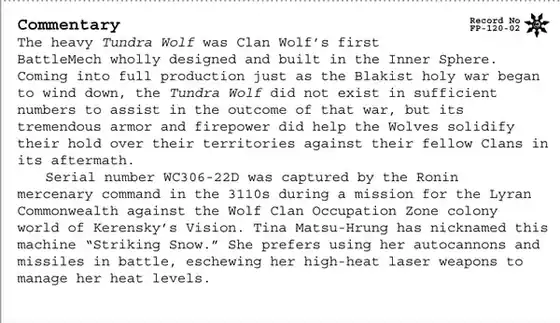 Commentary
Record No
FP-120-02
The heavy Tundra Wolf was Clan Wolf’s first
BattleMech wholly designed and built in the Inner Sphere.
Coming into full production just as the Blakist holy war began
to wind down, the Tundra Wolf did not exist in sufficient
numbers to assist in the outcome of that war, but its
tremendous armor and firepower did help the Wolves solidify
their hold over their territories against their fellow Clans in
its aftermath.
Serial number WC306-22D was captured by the Ronin
mercenary command in the 3110s during a mission for the Lyran
Commonwealth against the Wolf Clan Occupation Zone colony
world of Kerensky’s Vision. Tina Matsu-Hrung has nicknamed this
machine “Striking Snow.” She prefers using her autocannons and
missiles in battle, eschewing her high-heat laser weapons to
manage her heat levels.